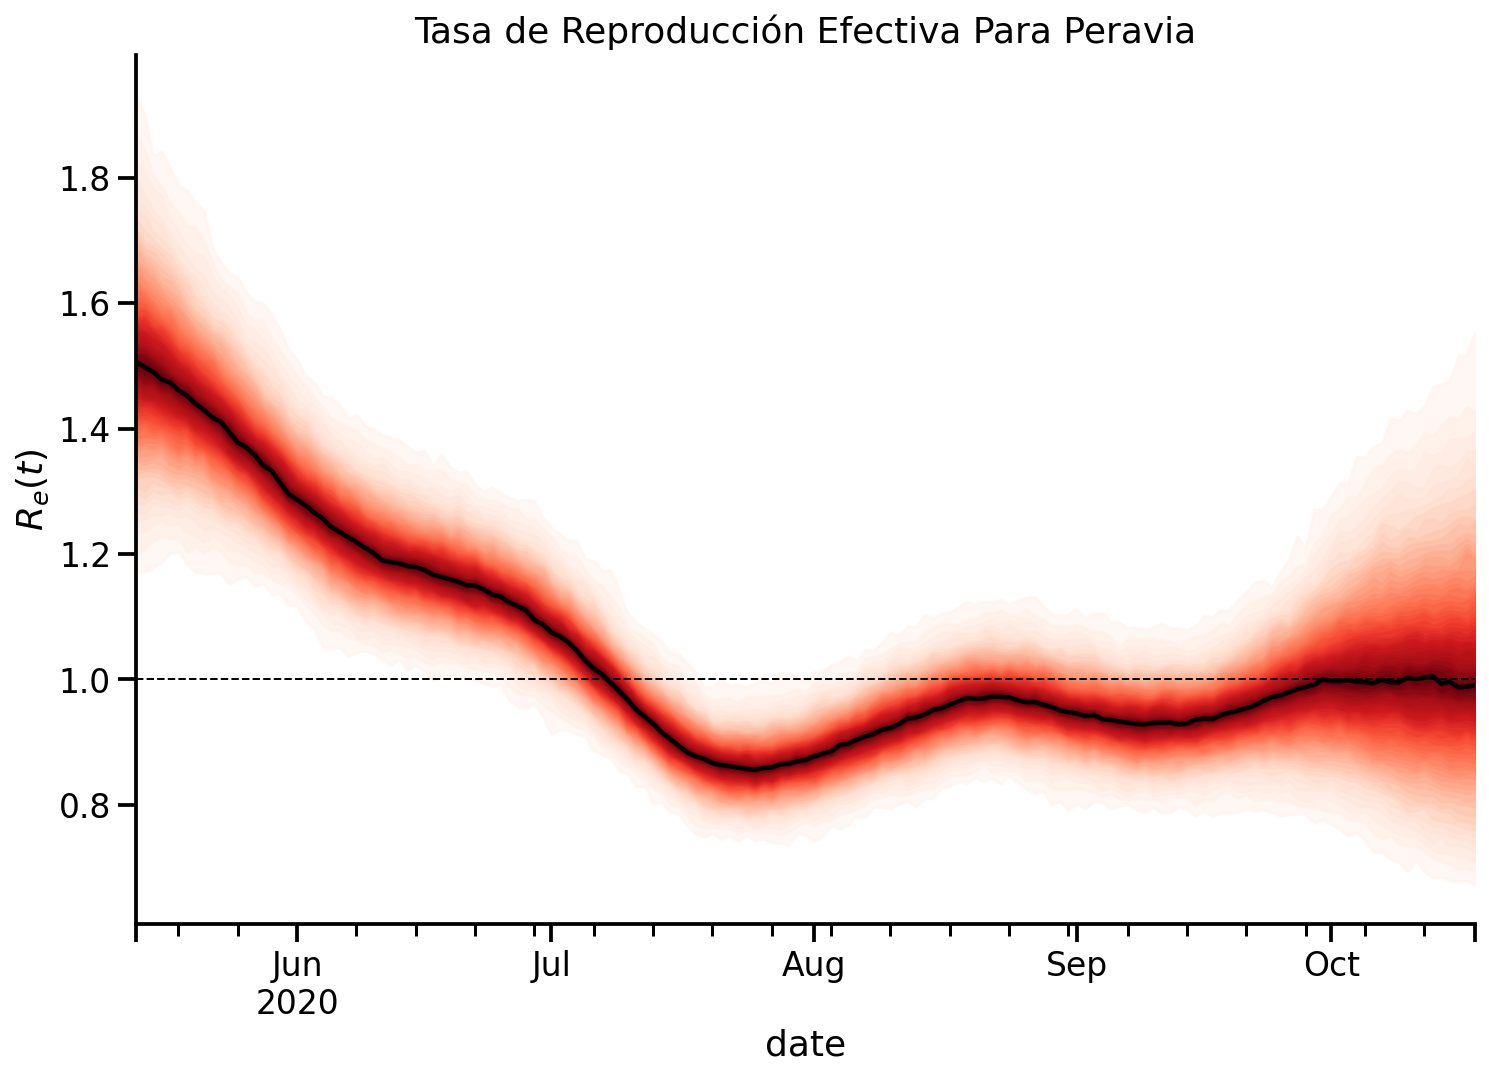 Tasa de Reproducción Efectiva Para Peravia
1.8
1.6
1.4
1.2
1.0
0.8
Rₑ(t)
Jun Jul Aug Sep Oct
2020
date